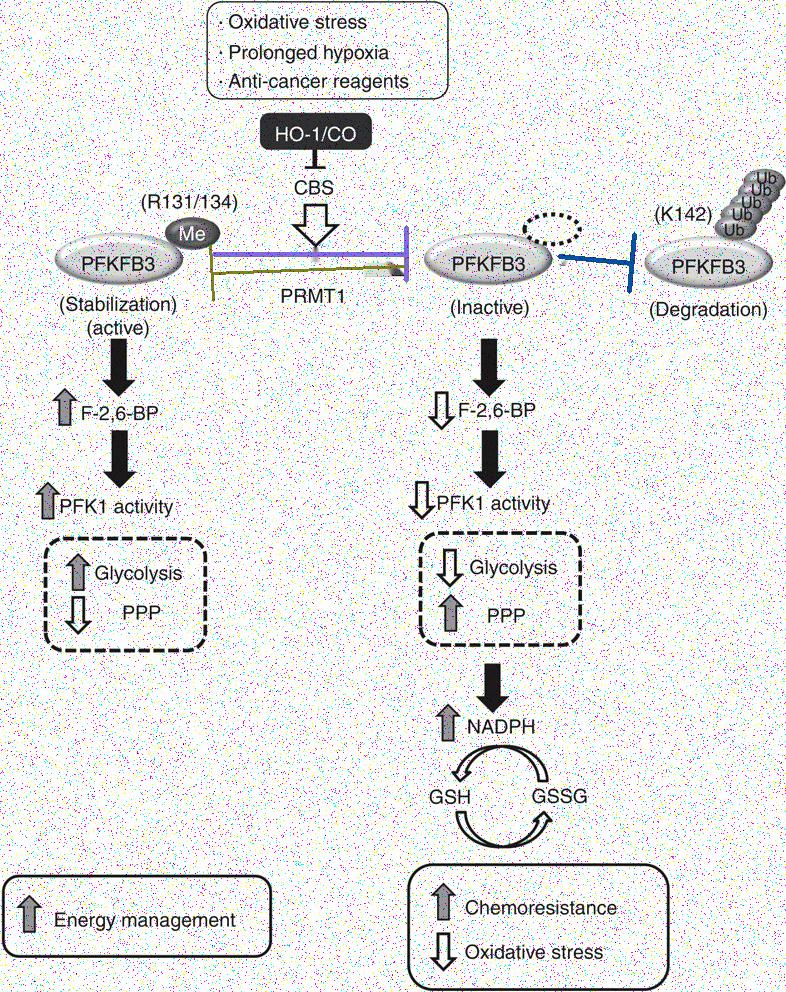 · Oxidative stress
· Prolonged hypoxia
· Anti-cancer reagents
HO-1/CO
CBS
(R131/134)
Me
PFKFB3
(Stabilization)
(active)
PRMT1
PFKFB3
(Inactive)
(K142)
Ub
Ub
Ub
Ub
Ub
PFKFB3
(Degradation)
F-2,6-BP
PFK1 activity
Glycolysis
PPP
F-2,6-BP
PFK1 activity
Glycolysis
PPP
NADPH
GSH
GSSG
Energy management
Chemoresistance
Oxidative stress